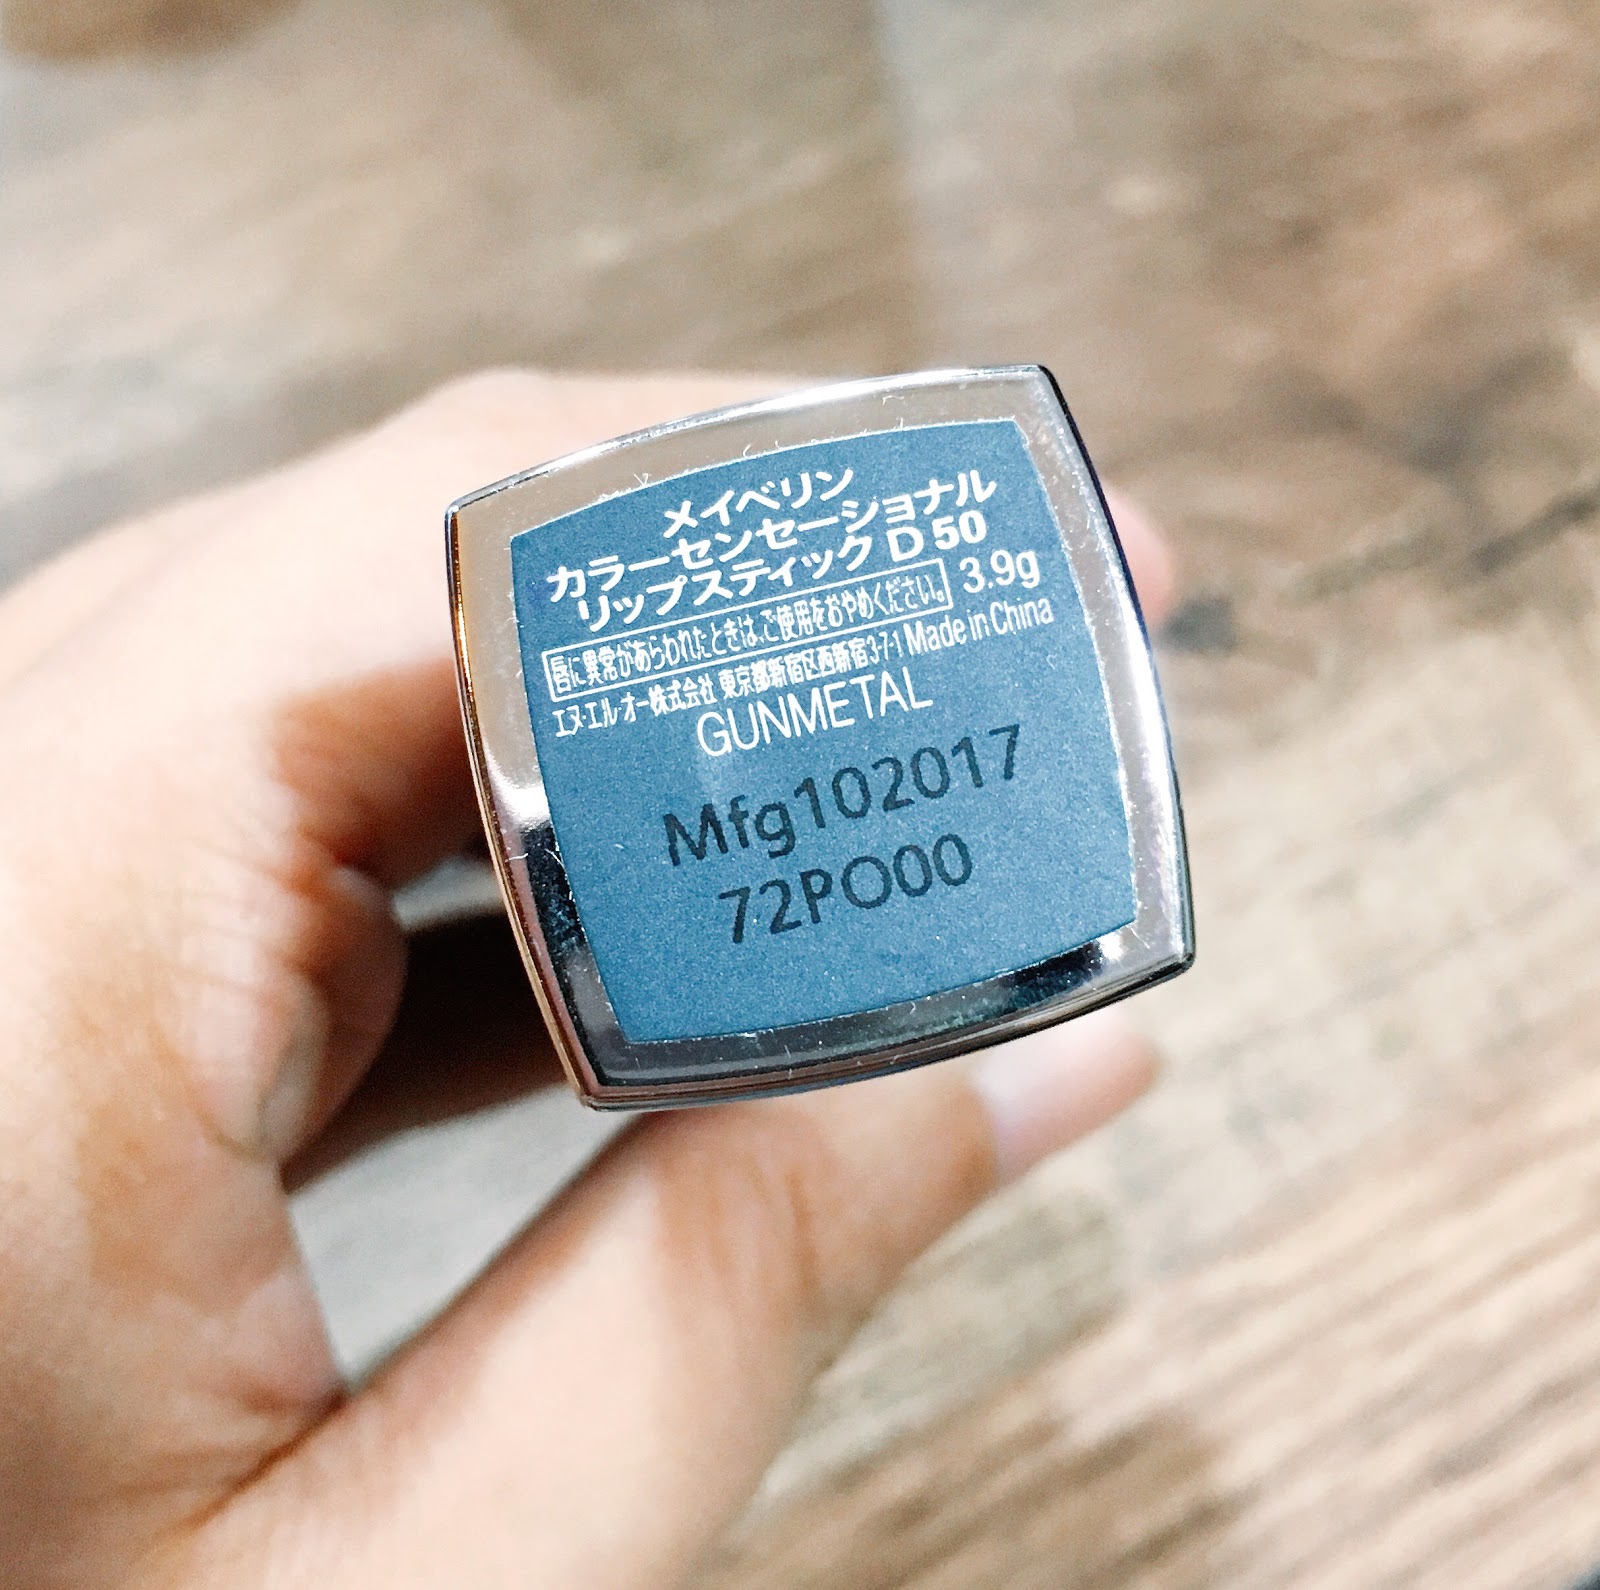 メイベリン
カラーセンセーショナル
リップスティック D 50
唇に異常があらわれたときは、ご使用をおやめください。 3.9g
エヌ・エル・オー株式会社 東京都新宿区西新宿3-7-1 Made in China
GUNMETAL
Mfg102017
72PO00